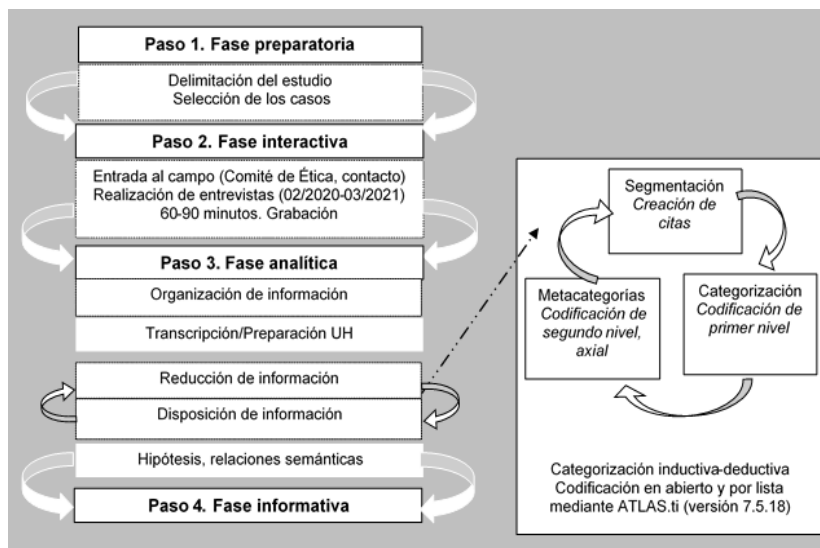 Paso 1. Fase preparatoria
Delimitación del estudio
Selección de los casos
Paso 2. Fase interactiva
Entrada al campo (Comité de Ética, contacto)
Realización de entrevistas (02/2020-03/2021)
60-90 minutos. Grabación
Paso 3. Fase analítica
Organización de información
Transcripción/Preparación UH
Reducción de información
Disposición de información
Hipótesis, relaciones semánticas
Paso 4. Fase informativa
Segmentación
Creación de
citas
Metacategorías
Codificación de
segundo nivel,
axial
Categorización
Codificación de
primer nivel
Categorización inductiva-deductiva
Codificación en abierto y por lista
mediante ATLAS.ti (versión 7.5.18)